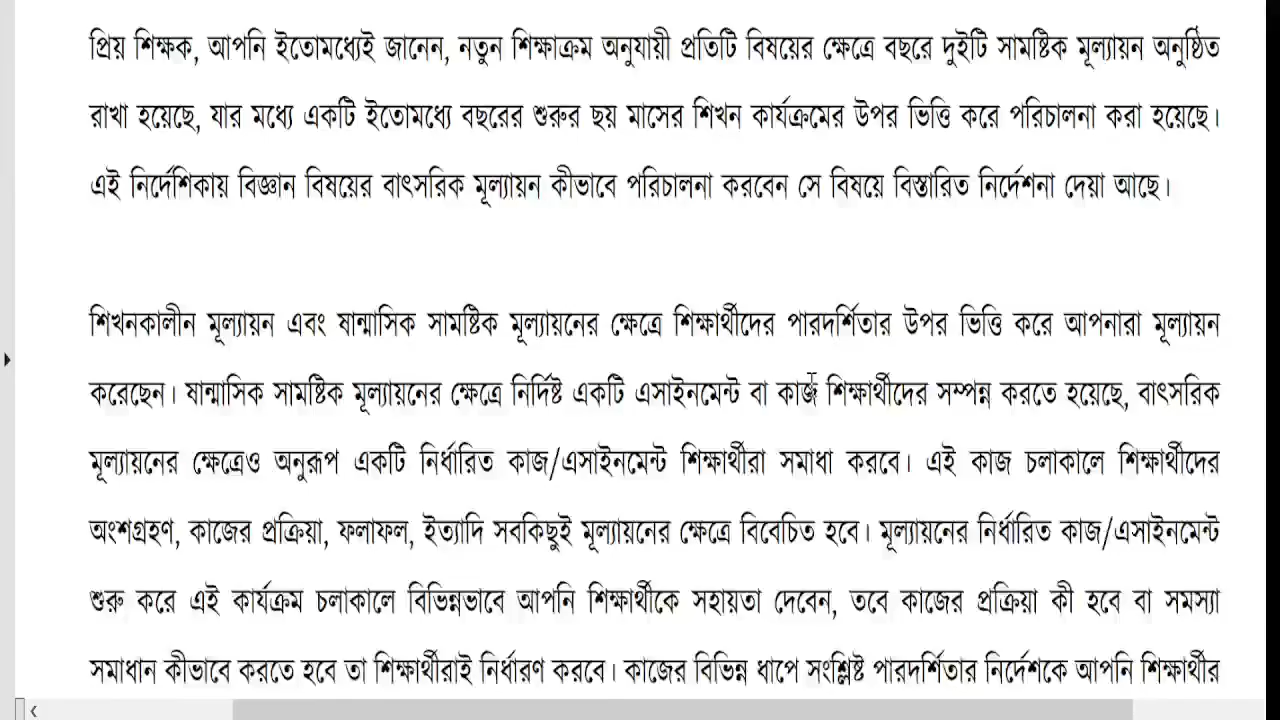 প্রিয় শিক্ষক, আপনি ইতোমধ্যেই জানেন, নতুন শিক্ষাক্রম অনুযায়ী প্রতিটি বিষয়ের ক্ষেত্রে বছরে দুইটি সামষ্টিক মূল্যায়ন অনুষ্ঠিত
রাখা হয়েছে, যার মধ্যে একটি ইতোমধ্যে বছরের শুরুর ছয় মাসের শিখন কার্যক্রমের উপর ভিত্তি করে পরিচালনা করা হয়েছে।
এই নির্দেশিকায় বিজ্ঞান বিষয়ের বাৎসরিক মূল্যায়ন কীভাবে পরিচালনা করবেন সে বিষয়ে বিস্তারিত নির্দেশনা দেয়া আছে।
শিখনকালীন মূল্যায়ন এবং ষান্মাসিক সামষ্টিক মূল্যায়নের ক্ষেত্রে শিক্ষার্থীদের পারদর্শিতার উপর ভিত্তি করে আপনারা মূল্যায়ন
করেছেন। ষান্মাসিক সামষ্টিক মূল্যায়নের ক্ষেত্রে নির্দিষ্ট একটি এসাইনমেন্ট বা কাজ শিক্ষার্থীদের সম্পন্ন করতে হয়েছে, বাৎসরিক
মূল্যায়নের ক্ষেত্রেও অনুরূপ একটি নির্ধারিত কাজ/এসাইনমেন্ট শিক্ষার্থীরা সমাধা করবে। এই কাজ চলাকালে শিক্ষার্থীদের
অংশগ্রহণ, কাজের প্রক্রিয়া, ফলাফল, ইত্যাদি সবকিছুই মূল্যায়নের ক্ষেত্রে বিবেচিত হবে। মূল্যায়নের নির্ধারিত কাজ/এসাইনমেন্ট
শুরু করে এই কার্যক্রম চলাকালে বিভিন্নভাবে আপনি শিক্ষার্থীকে সহায়তা দেবেন, তবে কাজের প্রক্রিয়া কী হবে বা সমস্যা
সমাধান কীভাবে করতে হবে তা শিক্ষার্থীরাই নির্ধারণ করবে। কাজের বিভিন্ন ধাপে সংশ্লিষ্ট পারদর্শিতার নির্দেশকে আপনি শিক্ষার্থীর